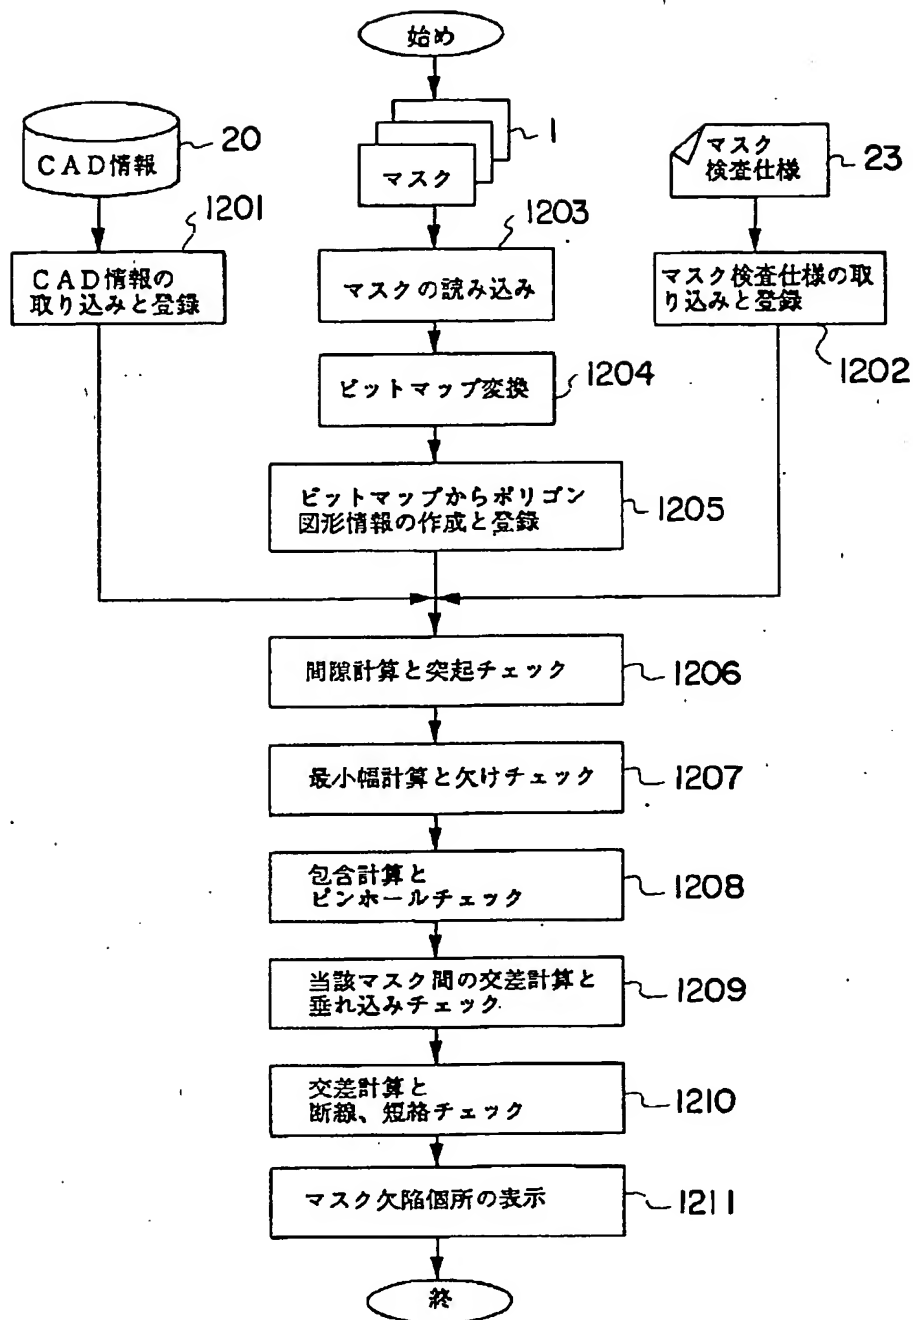 始め
CAD情報
20
マスク
1
マスク
検査仕様
23
1201
CAD情報の
取り込みと登録
1203
マスクの読み込み
マスク検査仕様の取
り込みと登録
1202
ビットマップ変換
1204
ビットマップからポリゴン
図形情報の作成と登録
1205
間隙計算と突起チェック
1206
最小幅計算と欠けチェック
1207
包含計算と
ピンホールチェック
1208
当該マスク間の交差計算と
垂れ込みチェック
1209
交差計算と
断線、短絡チェック
1210
マスク欠陥個所の表示
1211
終